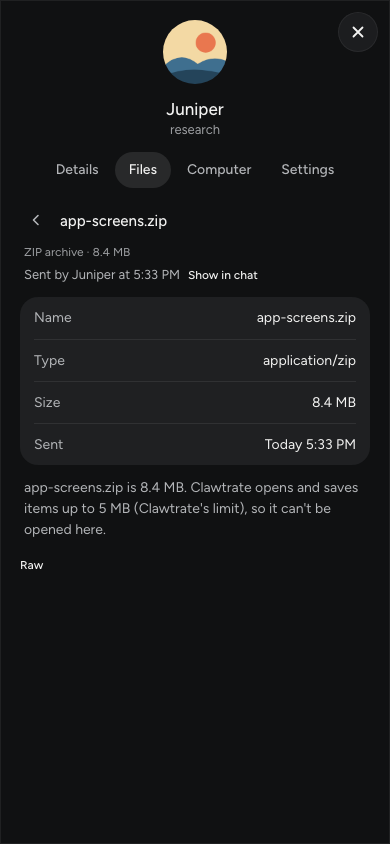 Juniper
research
Details Files Computer Settings
app-screens.zip
ZIP archive · 8.4 MB
Sent by Juniper at 5:33 PM Show in chat
Name app-screens.zip
Type application/zip
Size 8.4 MB
Sent Today 5:33 PM
app-screens.zip is 8.4 MB. Clawtrate opens and saves
items up to 5 MB (Clawtrate's limit), so it can't be
opened here.
Raw